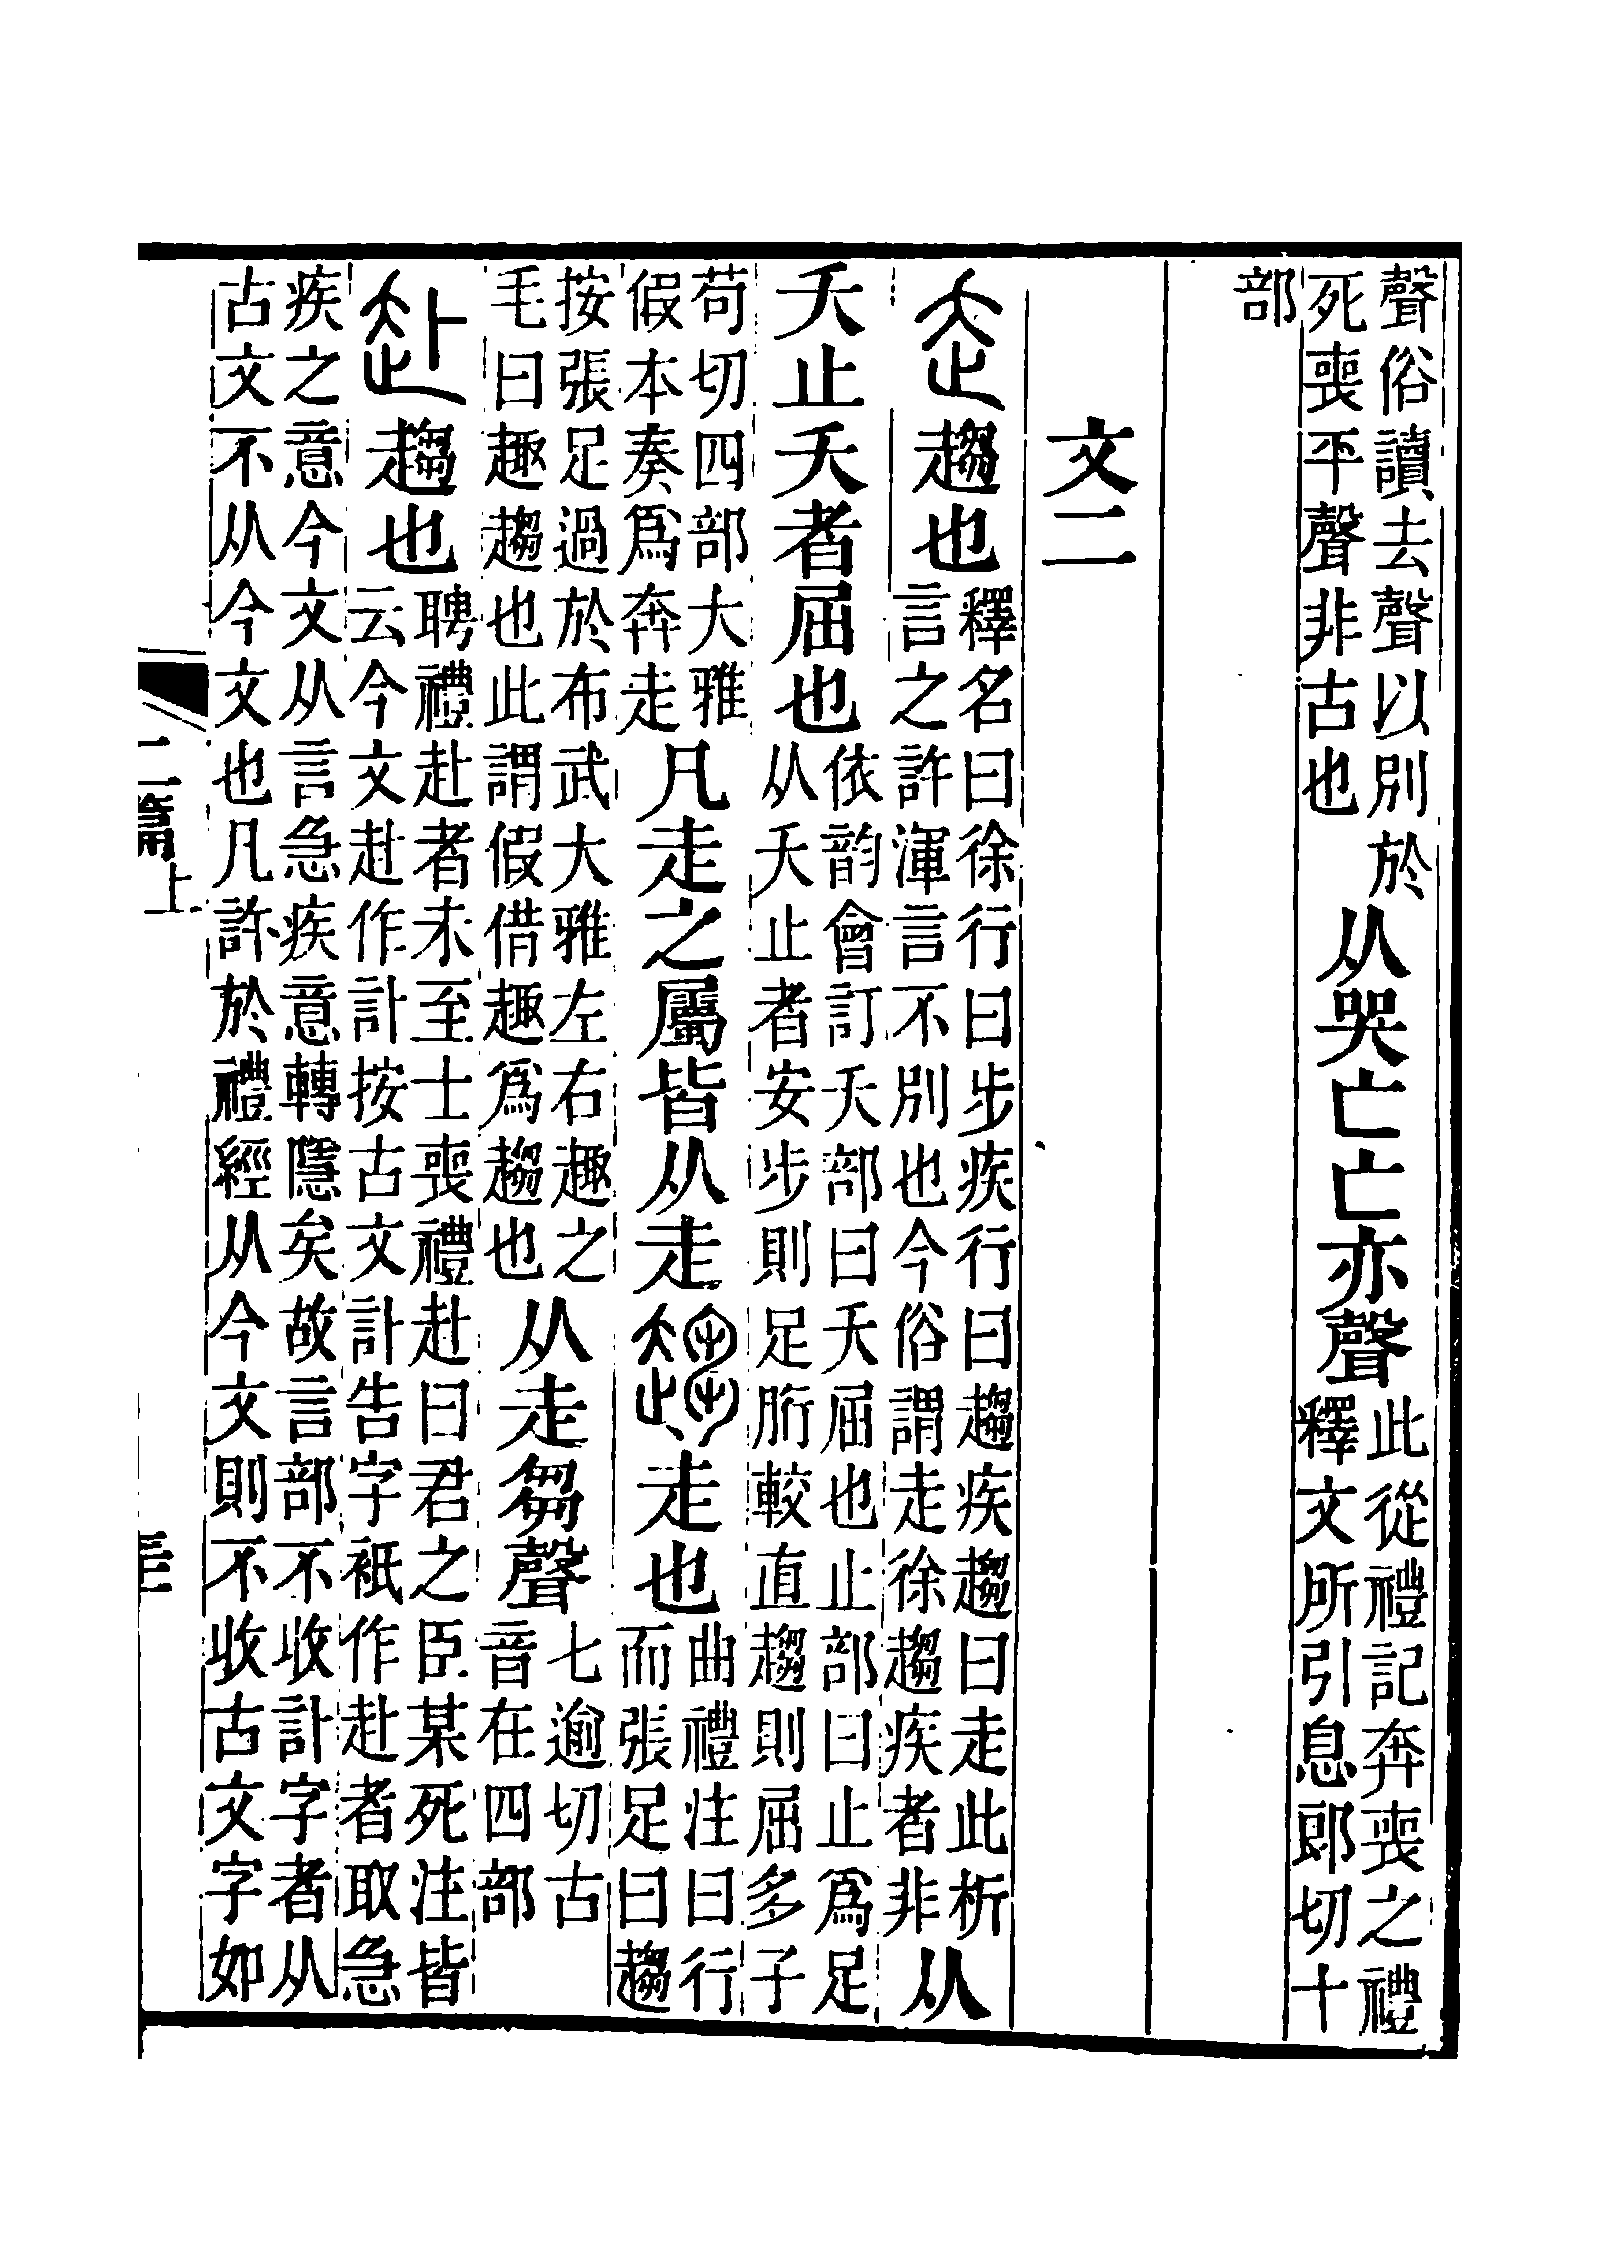 聲俗讀去聲以別於死喪平聲非古也从哭亡亡亦聲此從禮記奔喪之禮釋文所引息郎切十
部
文二
走趨也釋名曰徐行曰步疾行曰趨疾趨曰走此析言之許渾言不別也今俗謂走徐趨疾者非从
夭止夭者屈也依韵會訂夭部曰夭屈也止部曰止爲足从夭止者安步則足胻較直趨則屈多子
苟切四部大雅假本奏爲奔走凡走之屬皆从走趨走也曲禮注曰行而張足曰趨
按張足過於布武大雅左右趣之毛曰趣趨也此謂假借趣爲趨也从走芻聲七逾切古音在四部
赴趨也聘禮赴者未至士喪禮赴曰君之臣某死注皆云今文赴作訃按古文訃告字衹作赴者取急
疾之意今文从言急疾意轉隱矣故言部不收訃字者从古文不从今文也凡許於禮經从今文則不收古文字如
二篇上